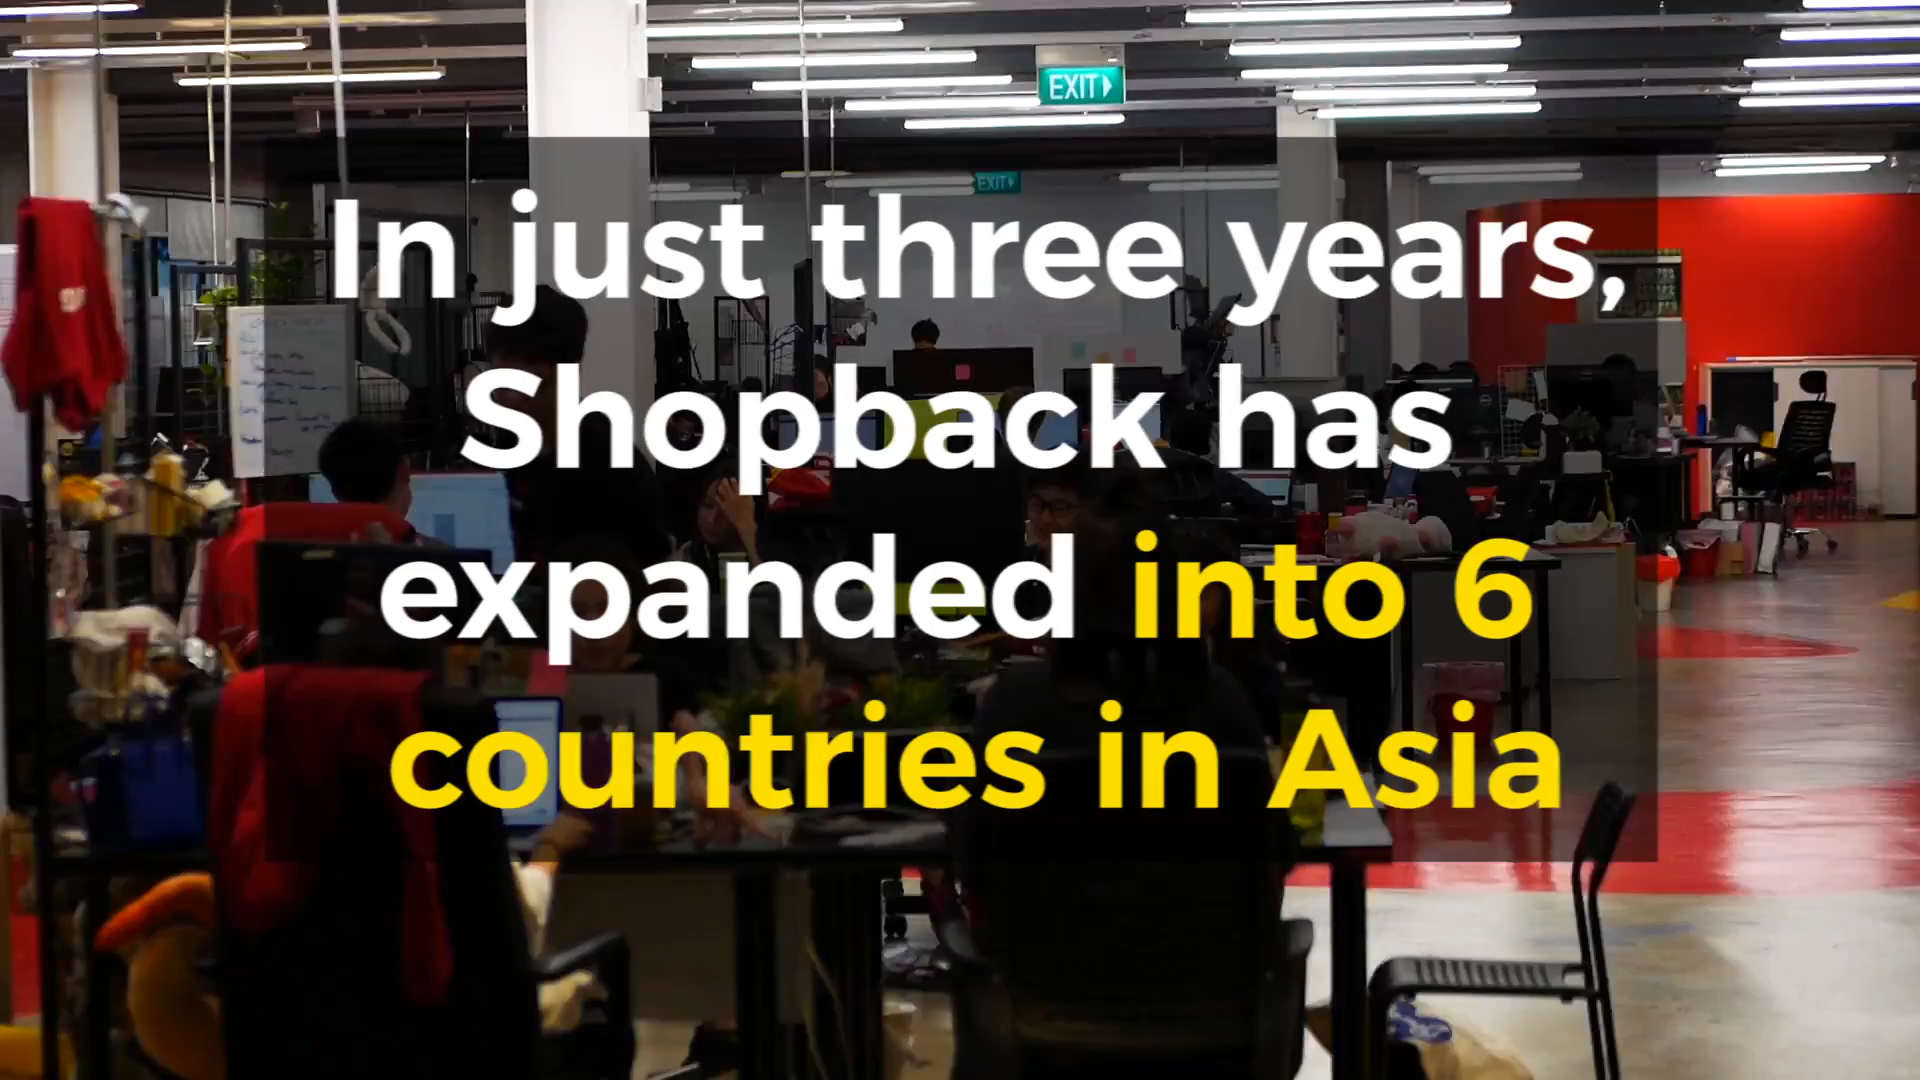 EXIT
EXIT
In just three years,
Shopback has
expanded into 6
countries in Asia